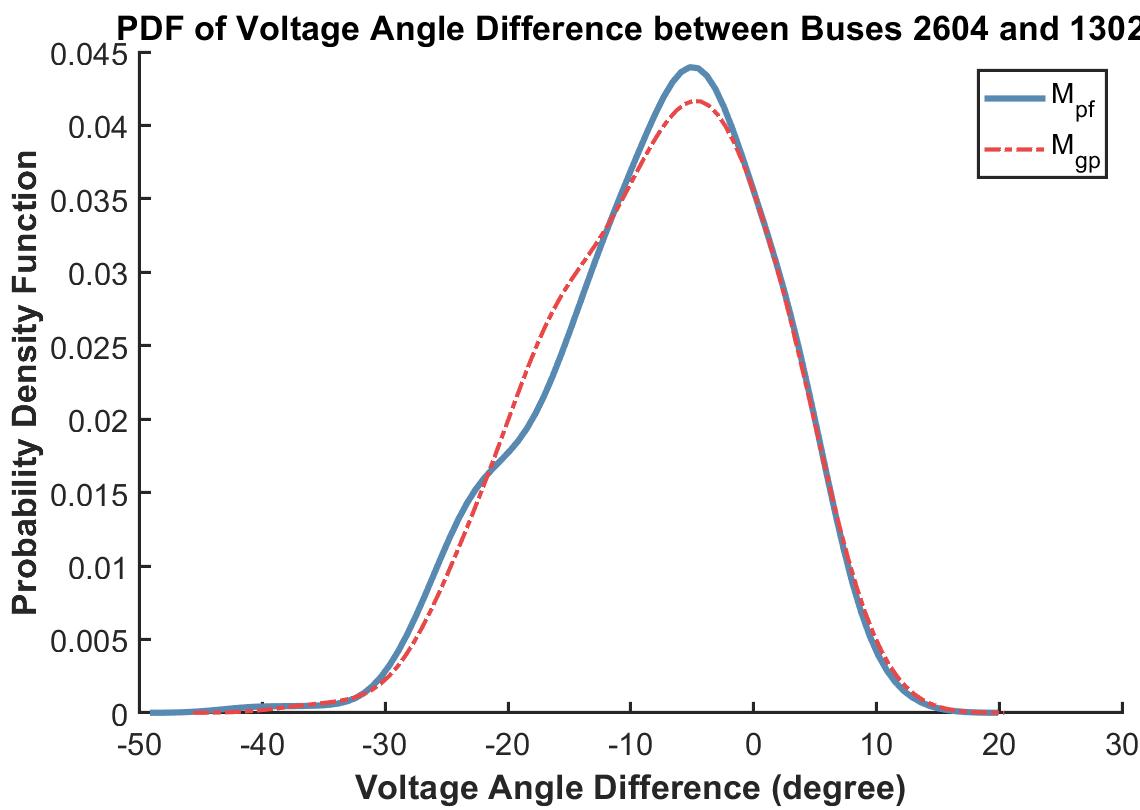 PDF of Voltage Angle Difference between Buses 2604 and 1302
0.045
0.04
0.035
0.03
0.025
0.02
0.015
0.01
0.005
0
Probability Density Function
M_pf
M_gp
-50 -40 -30 -20 -10 0 10 20 30
Voltage Angle Difference (degree)